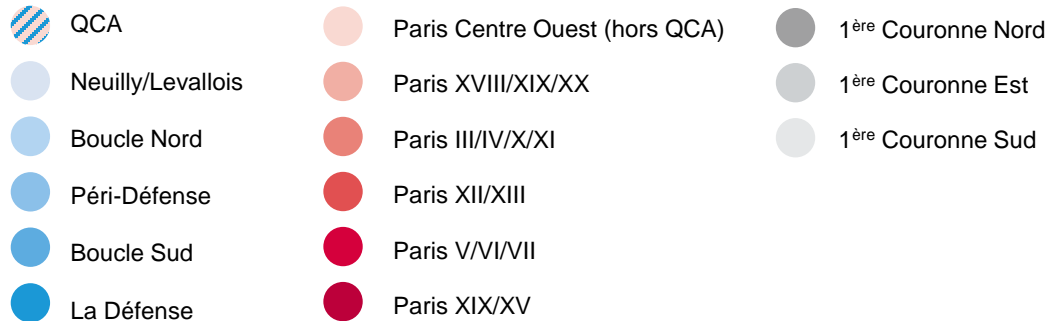 QCA
Neuilly/Levallois
Boucle Nord
Péri-Défense
Boucle Sud
La Défense
Paris Centre Ouest (hors QCA)
Paris XVIII/XIX/XX
Paris III/IV/X/XI
Paris XII/XIII
Paris V/VI/VII
Paris XIX/XV
1ère Couronne Nord
1ère Couronne Est
1ère Couronne Sud